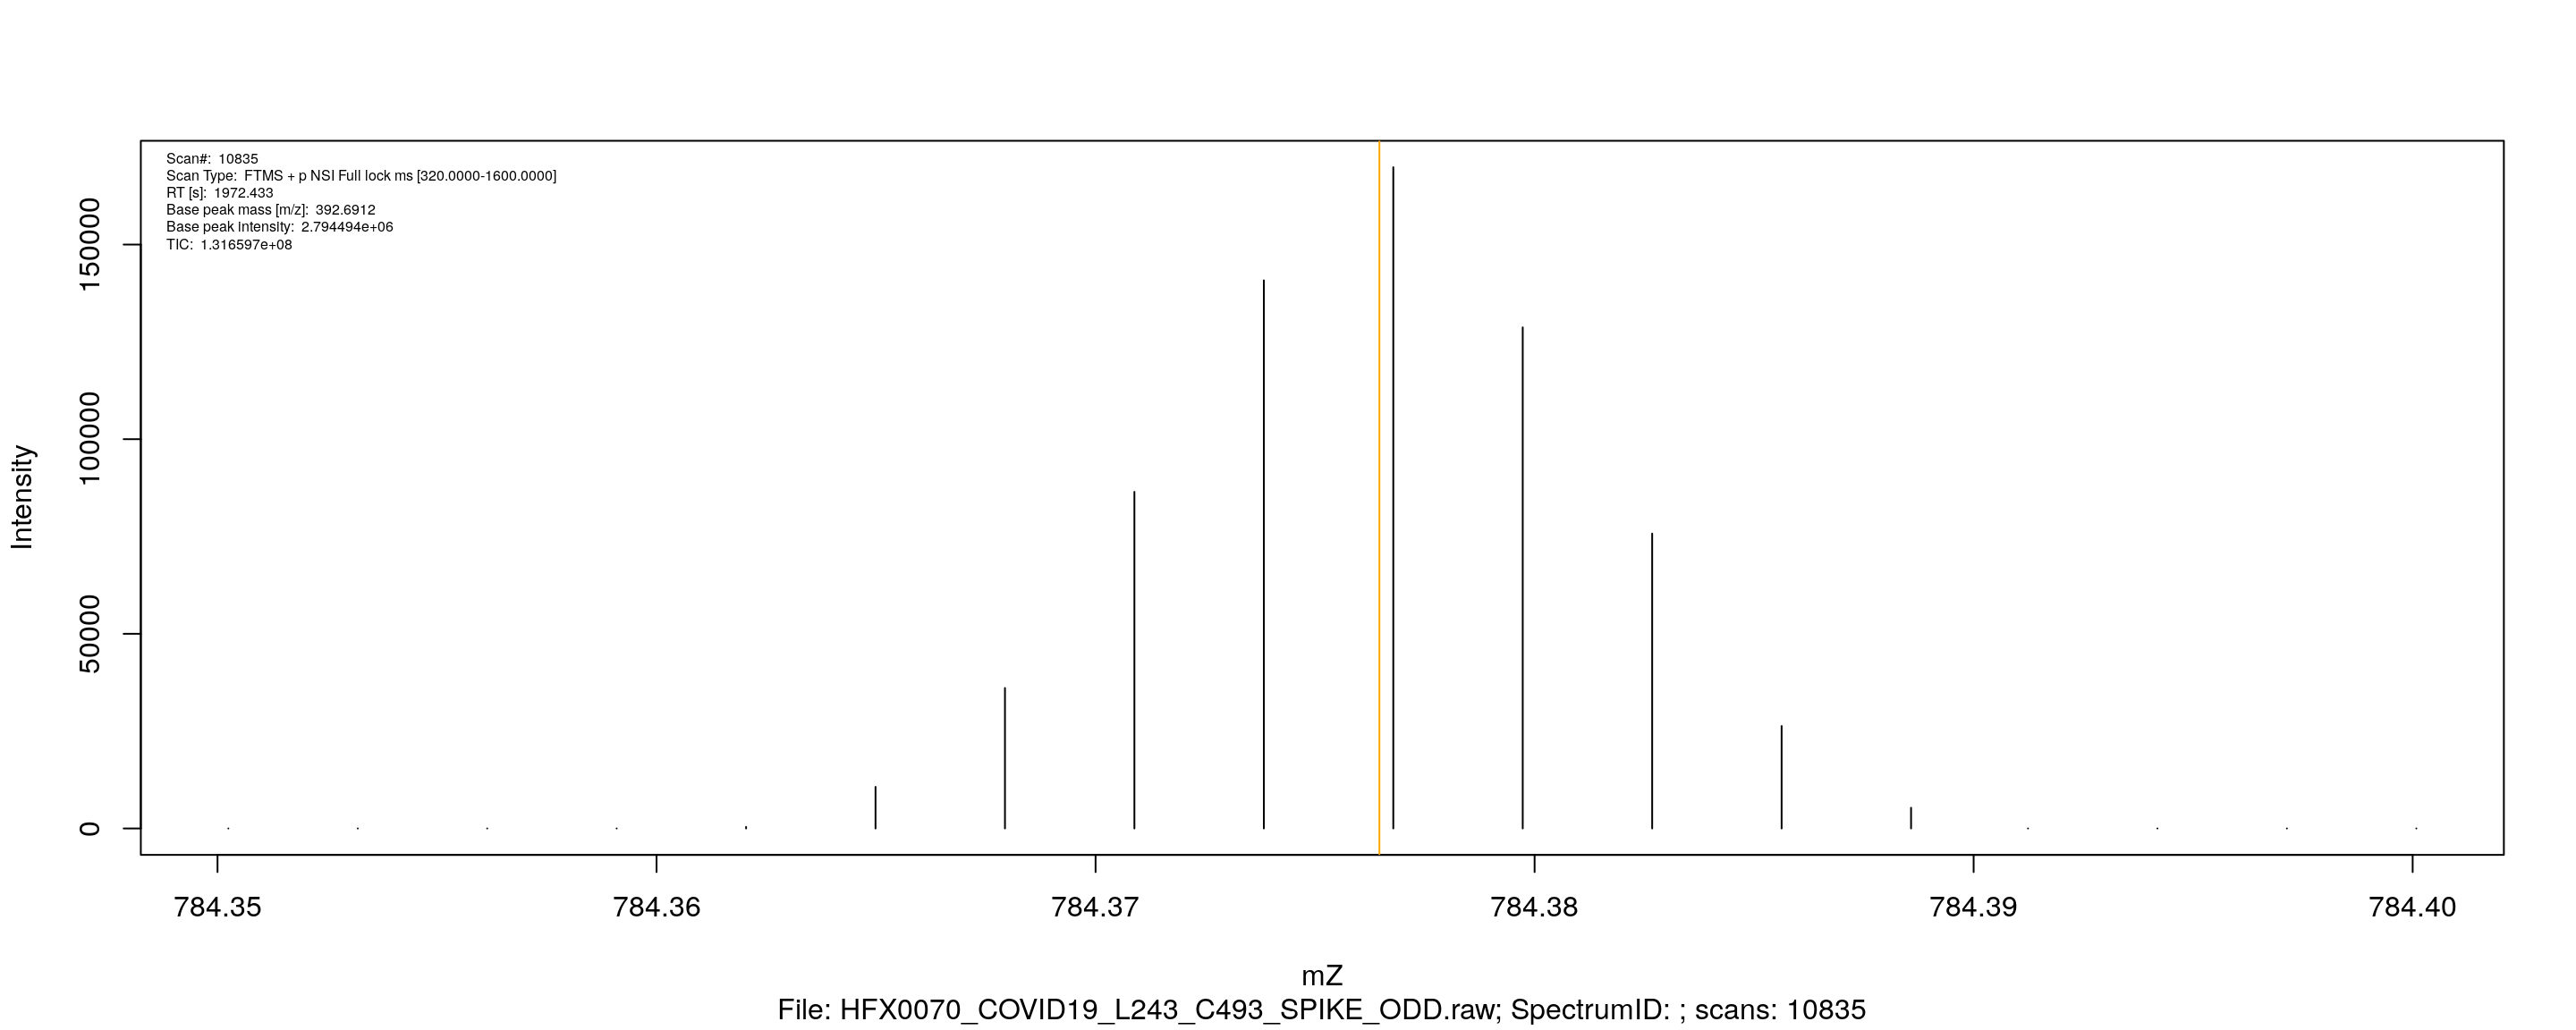 Scan#: 10835
Scan Type: FTMS + p NSI Full lock ms [320.0000-1600.0000]
RT [s]: 1972.433
Base peak mass [m/z]: 392.6912
Base peak intensity: 2.794494e+06
TIC: 1.316597e+08
Intensity
150000
100000
50000
0
784.35 784.36 784.37 784.38 784.39 784.40
mZ
File: HFX0070_COVID19_L243_C493_SPIKE_ODD.raw; SpectrumID: ; scans: 10835